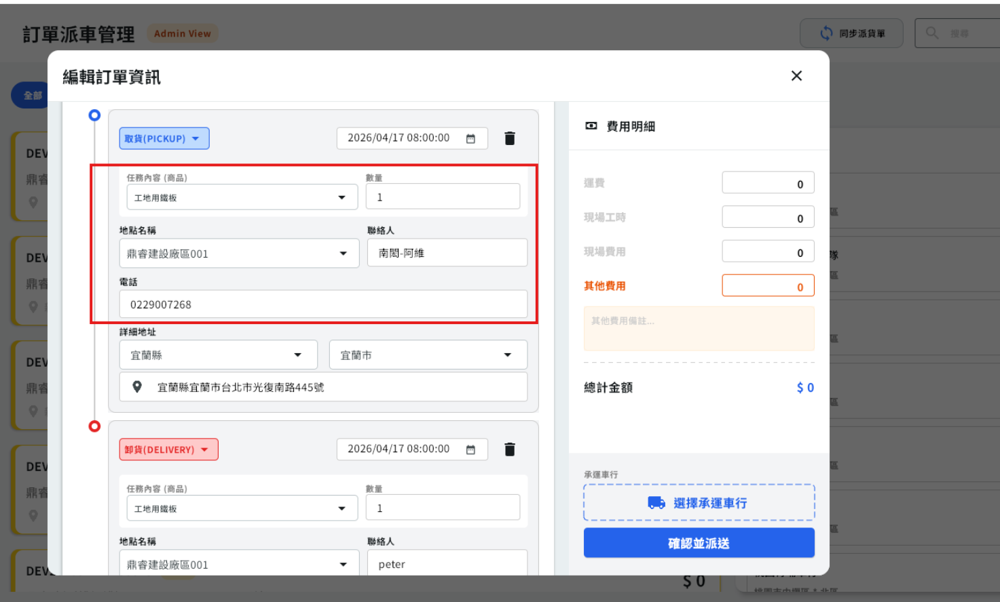 訂單派車管理 Admin View
同步派貨單
搜尋
全部
編輯訂單資訊
取貨(PICKUP)
2026/04/17 08:00:00
任務內容 (商品)
數量
工地用鐵板
1
地點名稱
聯絡人
鼎睿建設廠區001
南閎-阿維
電話
0229007268
詳細地址
宜蘭縣
宜蘭市
宜蘭縣宜蘭市台北市光復南路445號
卸貨(DELIVERY)
2026/04/17 08:00:00
任務內容 (商品)
數量
工地用鐵板
1
地點名稱
聯絡人
鼎睿建設廠區001
peter
費用明細
運費
0
現場工時
0
現場費用
0
其他費用
0
其他費用備註...
總計金額
$ 0
承運車行
選擇承運車行
確認並派送
DEV
鼎睿
DEV
鼎睿
DEV
鼎睿
DEV
鼎睿
DEV
$ 0
區
隊
區
區
區
區
區